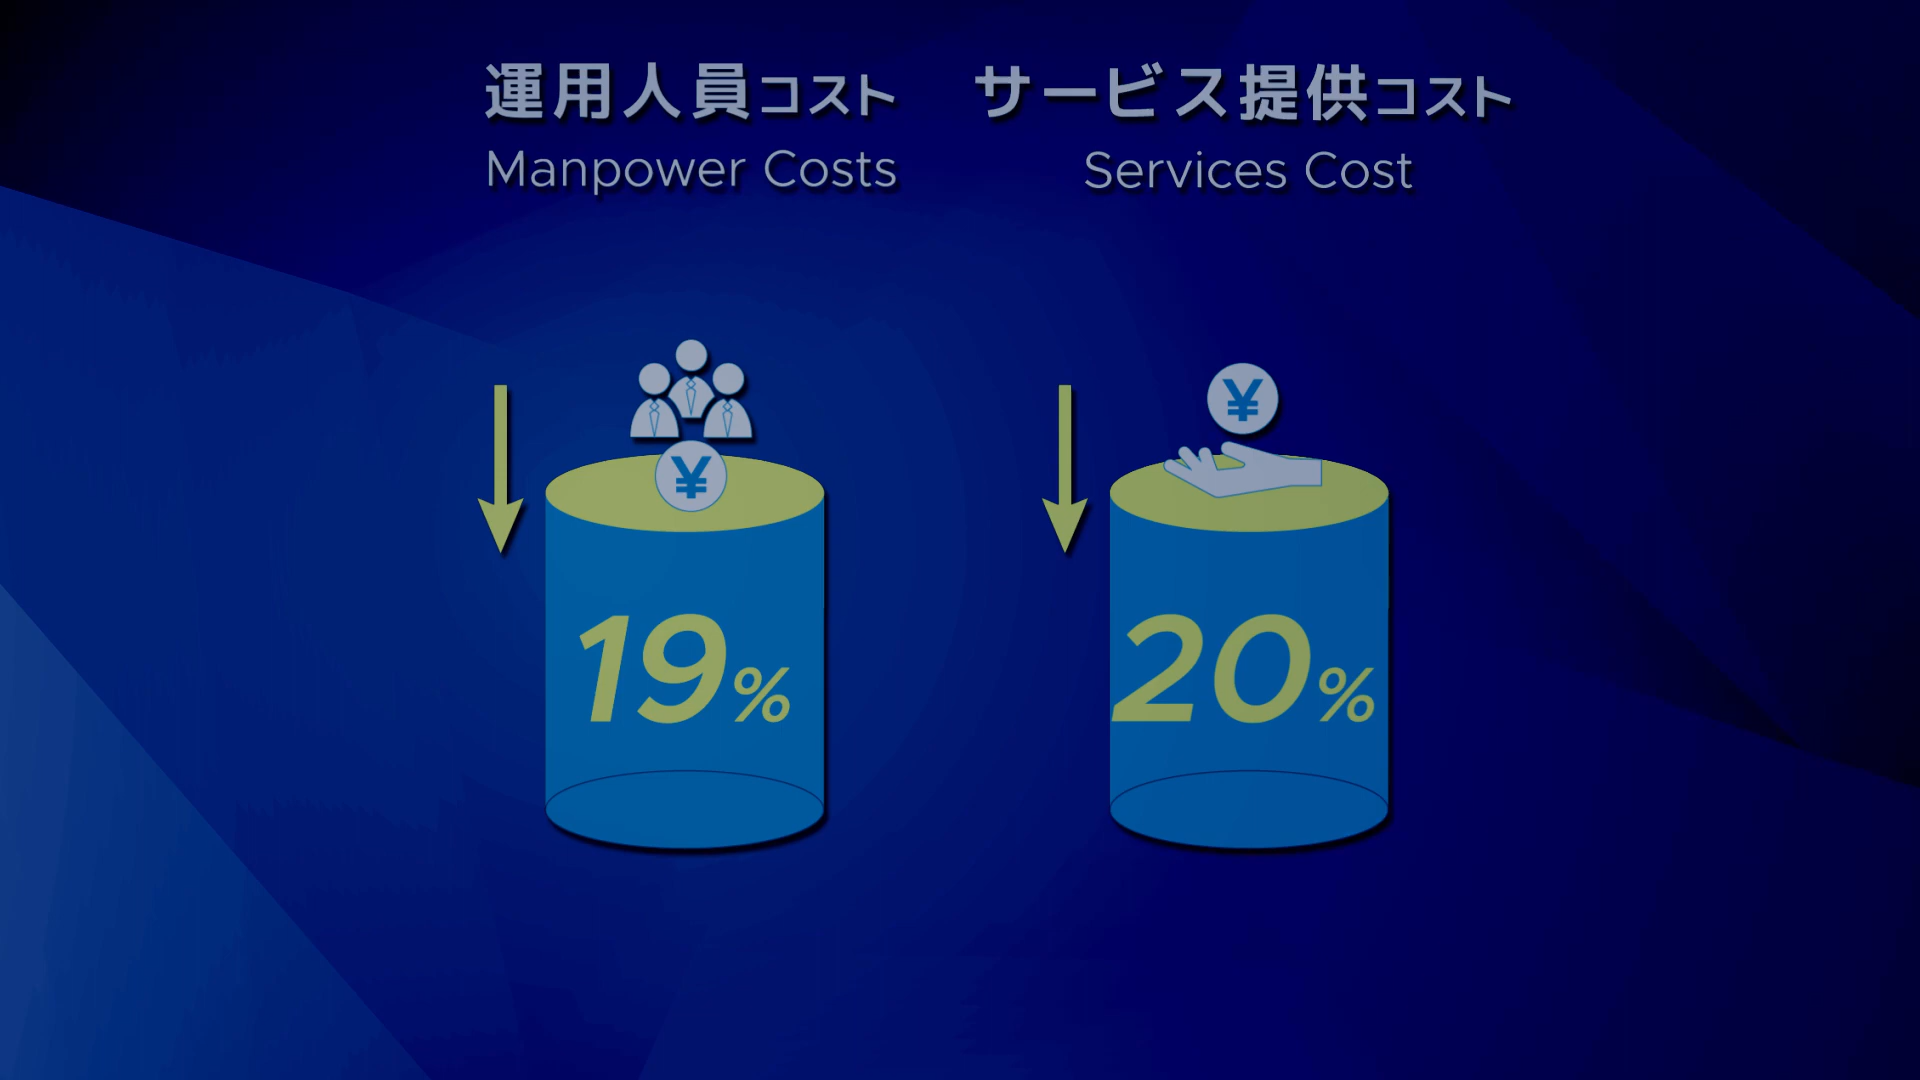 運用人員コスト
Manpower Costs
サービス提供コスト
Services Cost
¥
¥
19%
20%